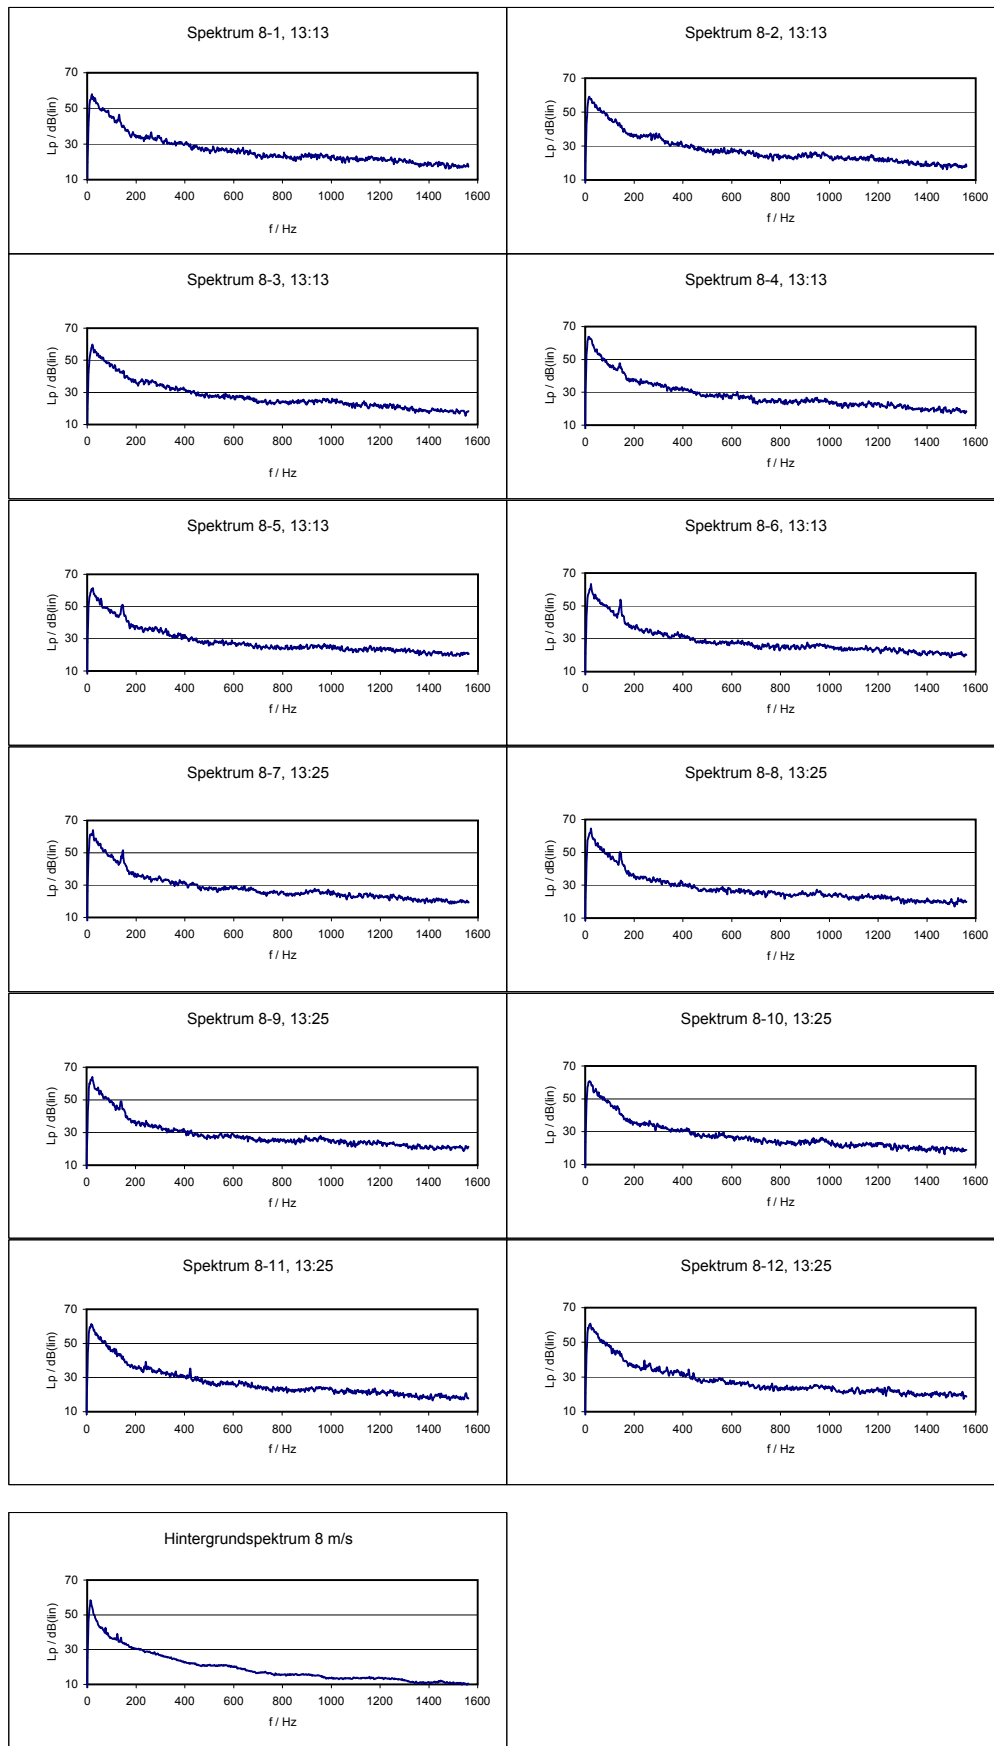 Spektrum 8-1, 13:13
Lp / dB(lin)
70
50
30
10
0 200 400 600 800 1000 1200 1400 1600
f / Hz
Spektrum 8-2, 13:13
Lp / dB(lin)
70
50
30
10
0 200 400 600 800 1000 1200 1400 1600
f / Hz
Spektrum 8-3, 13:13
Lp / dB(lin)
70
50
30
10
0 200 400 600 800 1000 1200 1400 1600
f / Hz
Spektrum 8-4, 13:13
Lp / dB(lin)
70
50
30
10
0 200 400 600 800 1000 1200 1400 1600
f / Hz
Spektrum 8-5, 13:13
Lp / dB(lin)
70
50
30
10
0 200 400 600 800 1000 1200 1400 1600
f / Hz
Spektrum 8-6, 13:13
Lp / dB(lin)
70
50
30
10
0 200 400 600 800 1000 1200 1400 1600
f / Hz
Spektrum 8-7, 13:25
Lp / dB(lin)
70
50
30
10
0 200 400 600 800 1000 1200 1400 1600
f / Hz
Spektrum 8-8, 13:25
Lp / dB(lin)
70
50
30
10
0 200 400 600 800 1000 1200 1400 1600
f / Hz
Spektrum 8-9, 13:25
Lp / dB(lin)
70
50
30
10
0 200 400 600 800 1000 1200 1400 1600
f / Hz
Spektrum 8-10, 13:25
Lp / dB(lin)
70
50
30
10
0 200 400 600 800 1000 1200 1400 1600
f / Hz
Spektrum 8-11, 13:25
Lp / dB(lin)
70
50
30
10
0 200 400 600 800 1000 1200 1400 1600
f / Hz
Spektrum 8-12, 13:25
Lp / dB(lin)
70
50
30
10
0 200 400 600 800 1000 1200 1400 1600
f / Hz
Hintergrundspektrum 8 m/s
Lp / dB(lin)
70
50
30
10
0 200 400 600 800 1000 1200 1400 1600
f / Hz